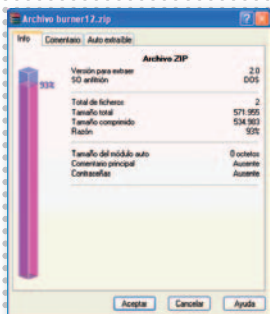 Archivo burner12.zip
Info Comentario Auto extraíble
Archivo ZIP
93%
Versión para extraer 2.0
SO anfitrión DOS
Total de ficheros 2
Tamaño total 571.955
Tamaño comprimido 534.983
Razón 93%
Tamaño del módulo auto 0 octetos
Comentario principal Ausente
Contraseñas Ausente
Aceptar Cancelar Ayuda